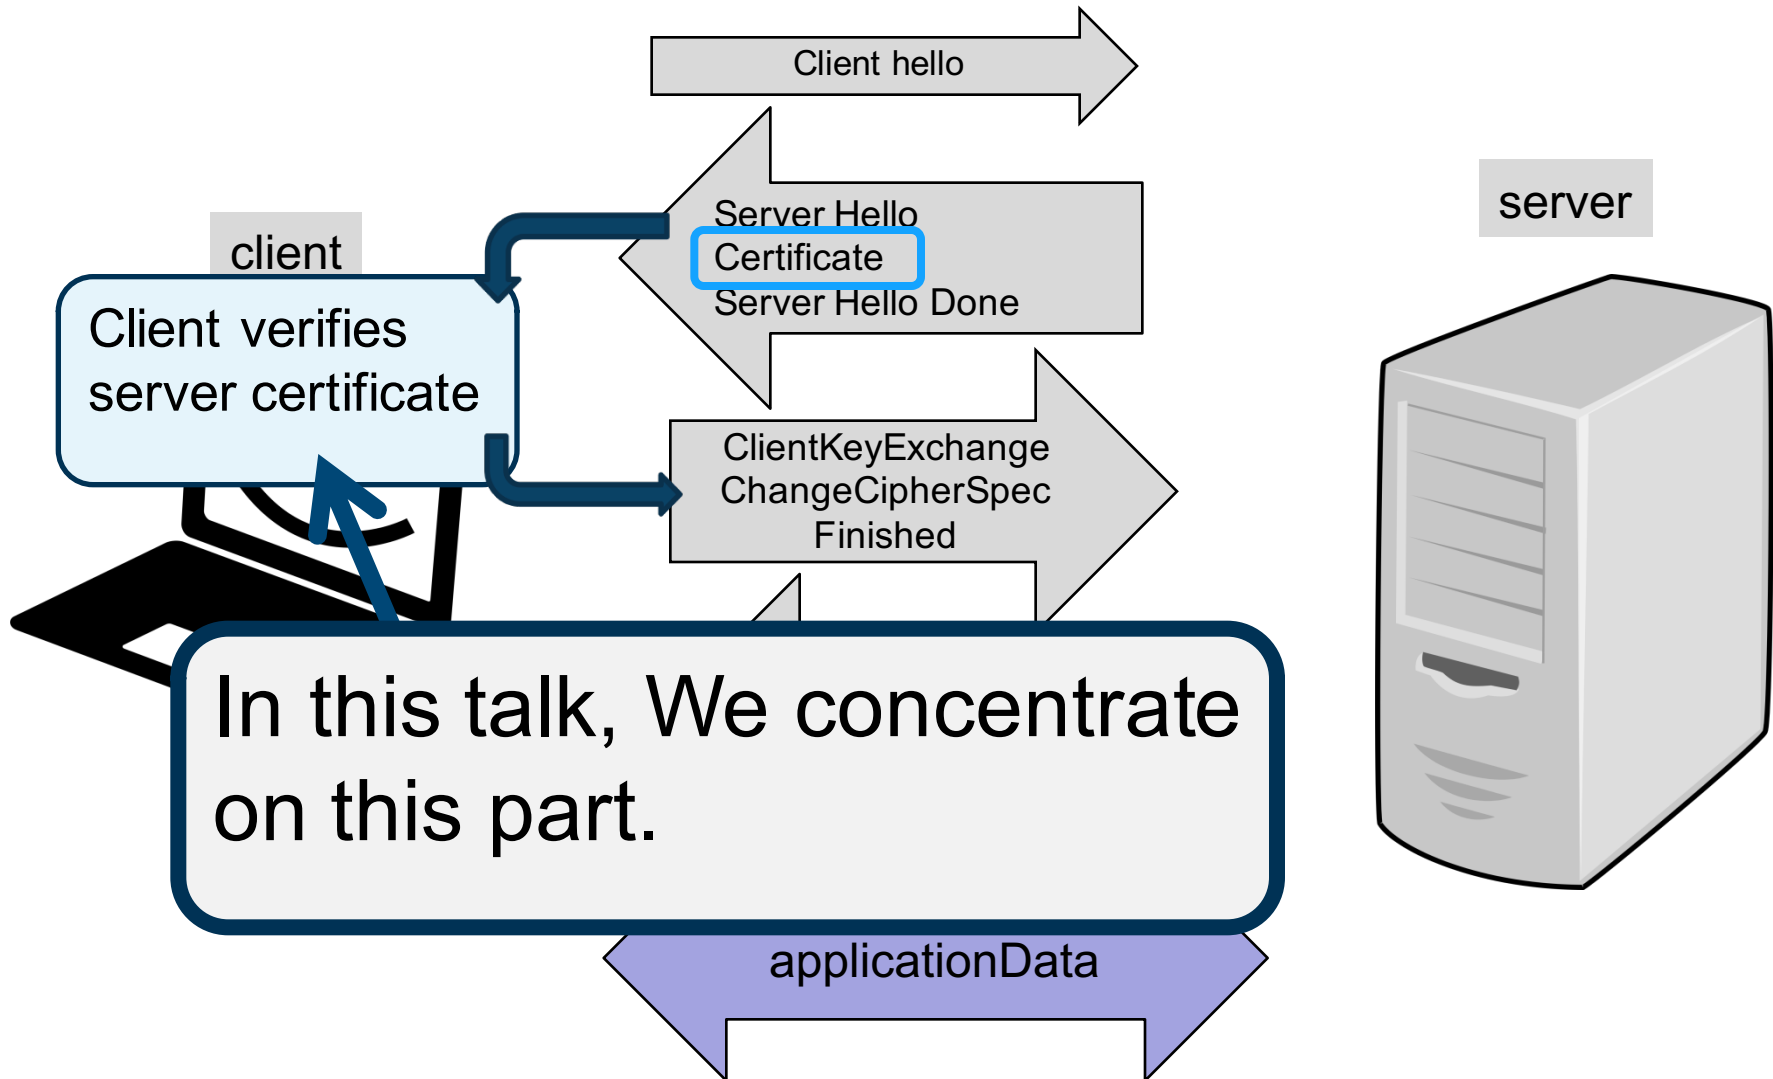 Client hello
server
Server Hello
client
Certificate
Server Hello Done
Client verifies
server certificate
ClientKeyExchange
ChangeCipherSpec
Finished
In this talk, We concentrate
on this part.
applicationData